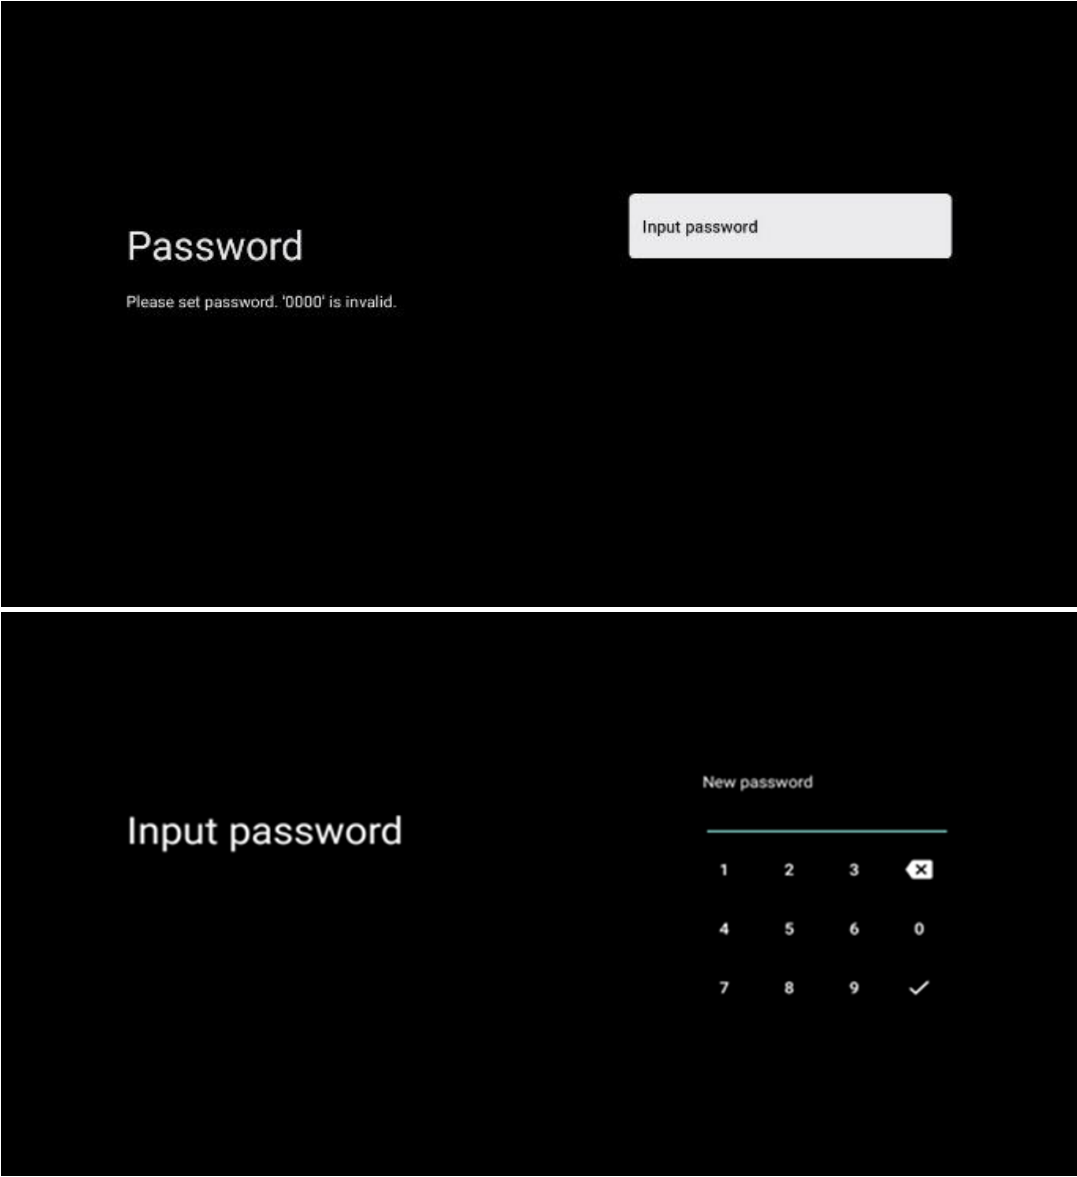 Password
Please set password. '0000' is invalid.
Input password
Input password
New password
1 2 3
4 5 6 0
7 8 9